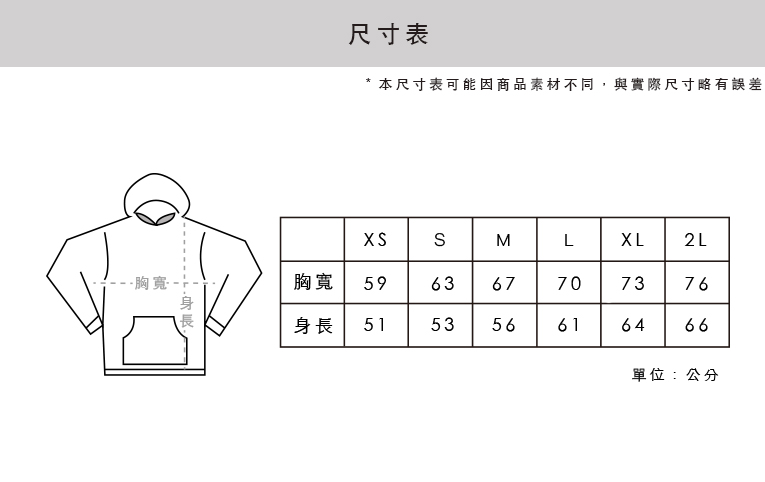 尺寸表
* 本尺寸表可能因商品素材不同，與實際尺寸略有誤差
胸寬
身長
XS S M L XL 2L
胸寬 59 63 67 70 73 76
身長 51 53 56 61 64 66
單位：公分